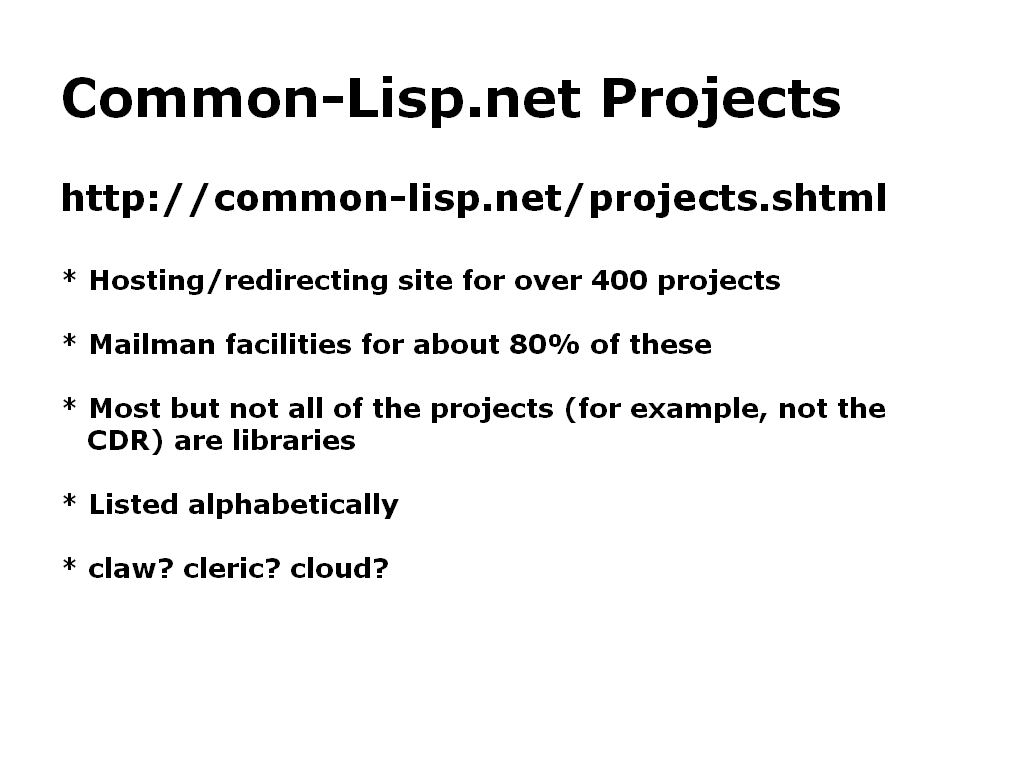 Common-Lisp.net Projects
http://common-lisp.net/projects.shtml
* Hosting/redirecting site for over 400 projects
* Mailman facilities for about 80% of these
* Most but not all of the projects (for example, not the
CDR) are libraries
* Listed alphabetically
* claw? cleric? cloud?